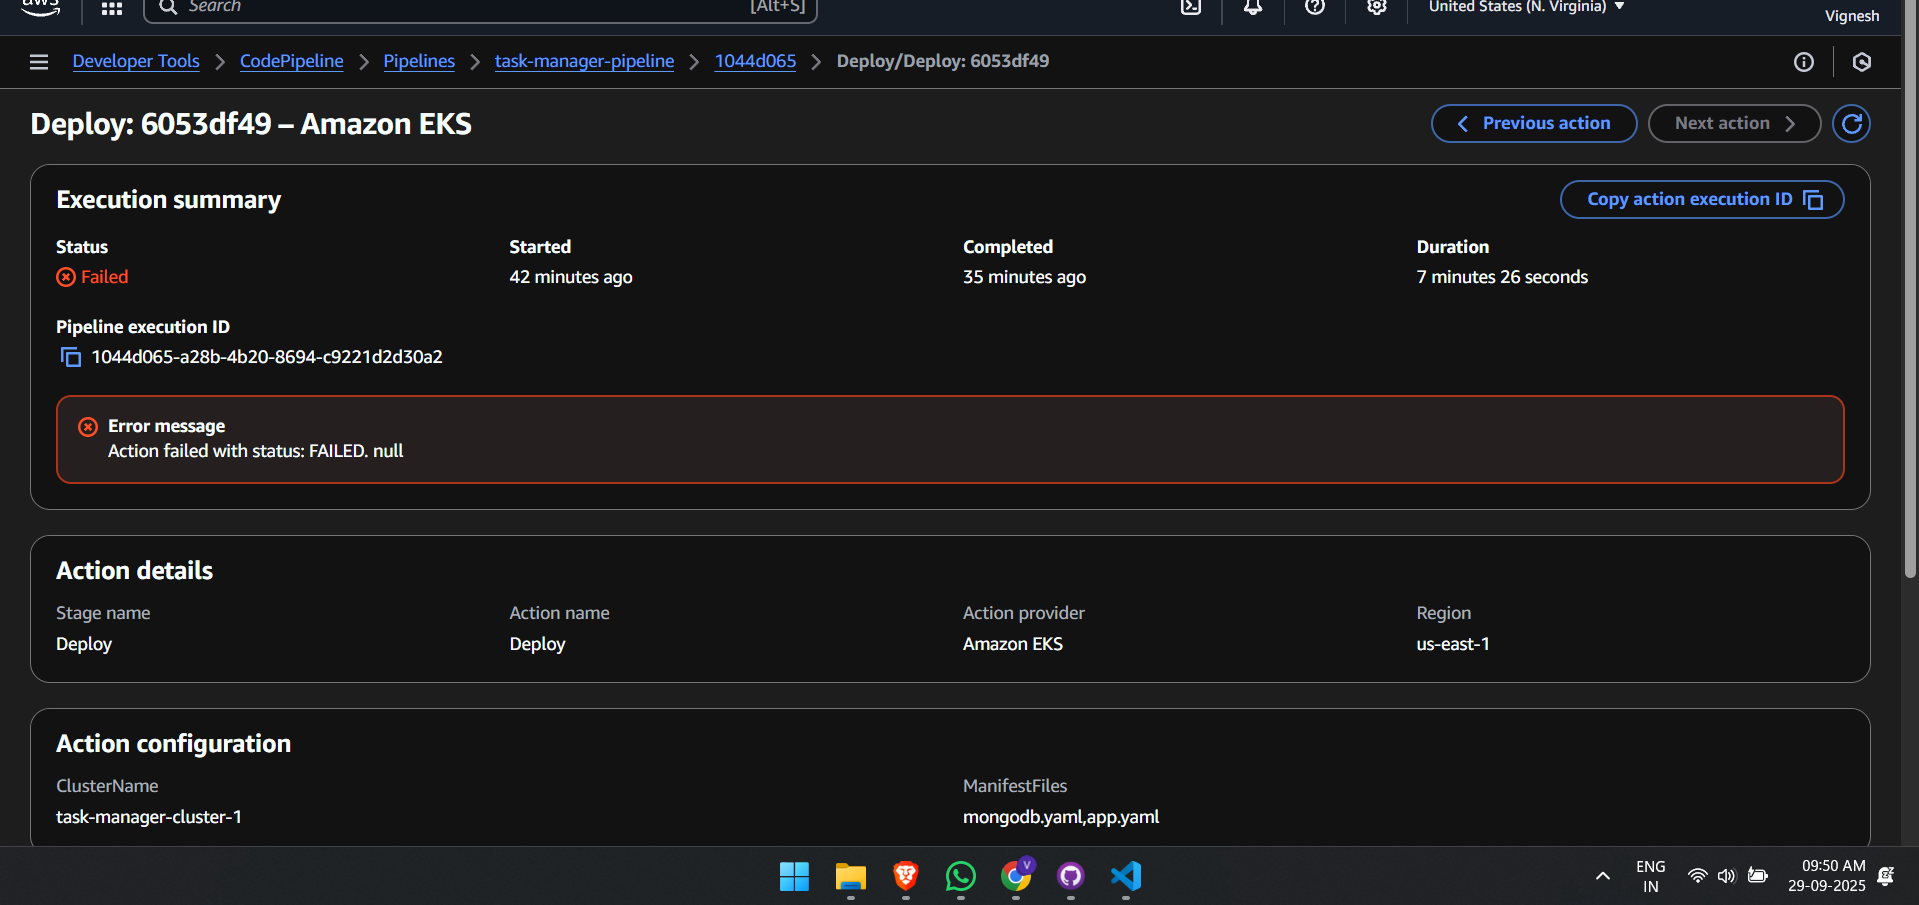 aws
Search [Alt+S] United States (N. Virginia) Vignesh
Developer Tools CodePipeline Pipelines task-manager-pipeline 1044d065 Deploy/Deploy: 6053df49
Deploy: 6053df49 – Amazon EKS Previous action Next action
Execution summary Copy action execution ID
Status Started Completed Duration
Failed 42 minutes ago 35 minutes ago 7 minutes 26 seconds
Pipeline execution ID
1044d065-a28b-4b20-8694-c9221d2d30a2
Error message
Action failed with status: FAILED. null
Action details
Stage name Action name Action provider Region
Deploy Deploy Amazon EKS us-east-1
Action configuration
ClusterName ManifestFiles
task-manager-cluster-1 mongodb.yaml,app.yaml
V
ENG 09:50 AM
IN 29-09-2025